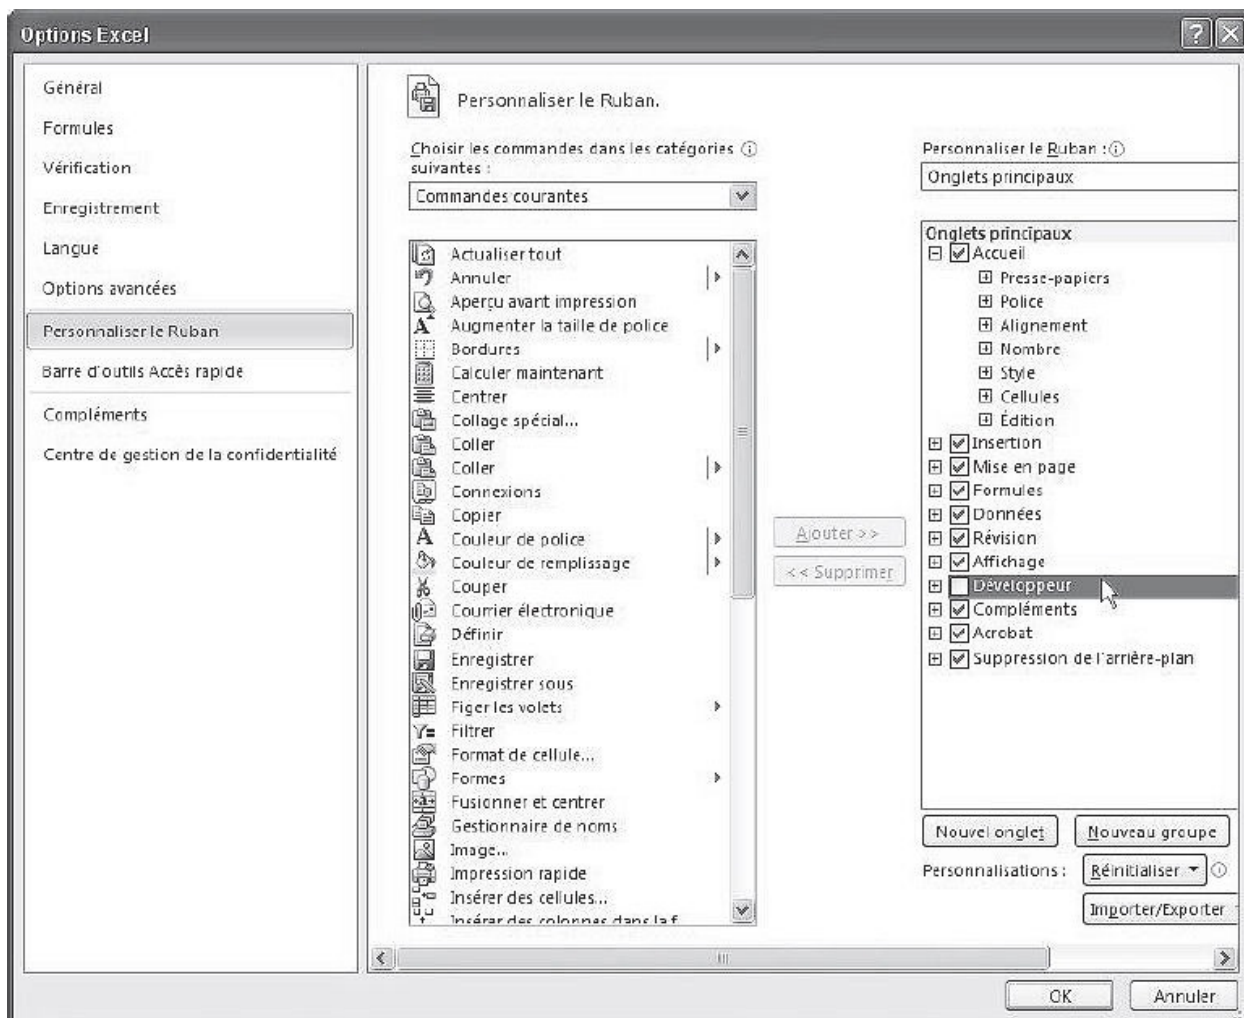 Options Excel
Général
Formules
Vérification
Enregistrement
Langue
Options avancées
Personnaliser le Ruban
Barre d'outils Accès rapide
Compléments
Centre de gestion de la confidentialité
Personnaliser le Ruban.
Choisir les commandes dans les catégories
suivantes :
Commandes courantes
Actualiser tout
Annuler
Aperçu avant impression
Augmenter la taille de police
Bordures
Calculer maintenant
Centrer
Collage spécial...
Coller
Coller
Connexions
Copier
Couleur de police
Couleur de remplissage
Couper
Courrier électronique
Définir
Enregistrer
Enregistrer sous
Figer les volets
Filtrer
Format de cellule...
Formes
Fusionner et centrer
Gestionnaire de noms
Image...
Impression rapide
Insérer des cellules...
Insérer des colonnes dans la f
Ajouter >>
<< Supprimer
Personnaliser le Ruban :
Onglets principaux
Onglets principaux
Accueil
Presse-papiers
Police
Alignement
Nombre
Style
Cellules
Édition
Insertion
Mise en page
Formules
Données
Révision
Affichage
Développeur
Compléments
Acrobat
Suppression de l'arrière-plan
Nouvel onglet
Nouveau groupe
Personnalisations :
Réinitialiser
Importer/Exporter
OK
Annuler